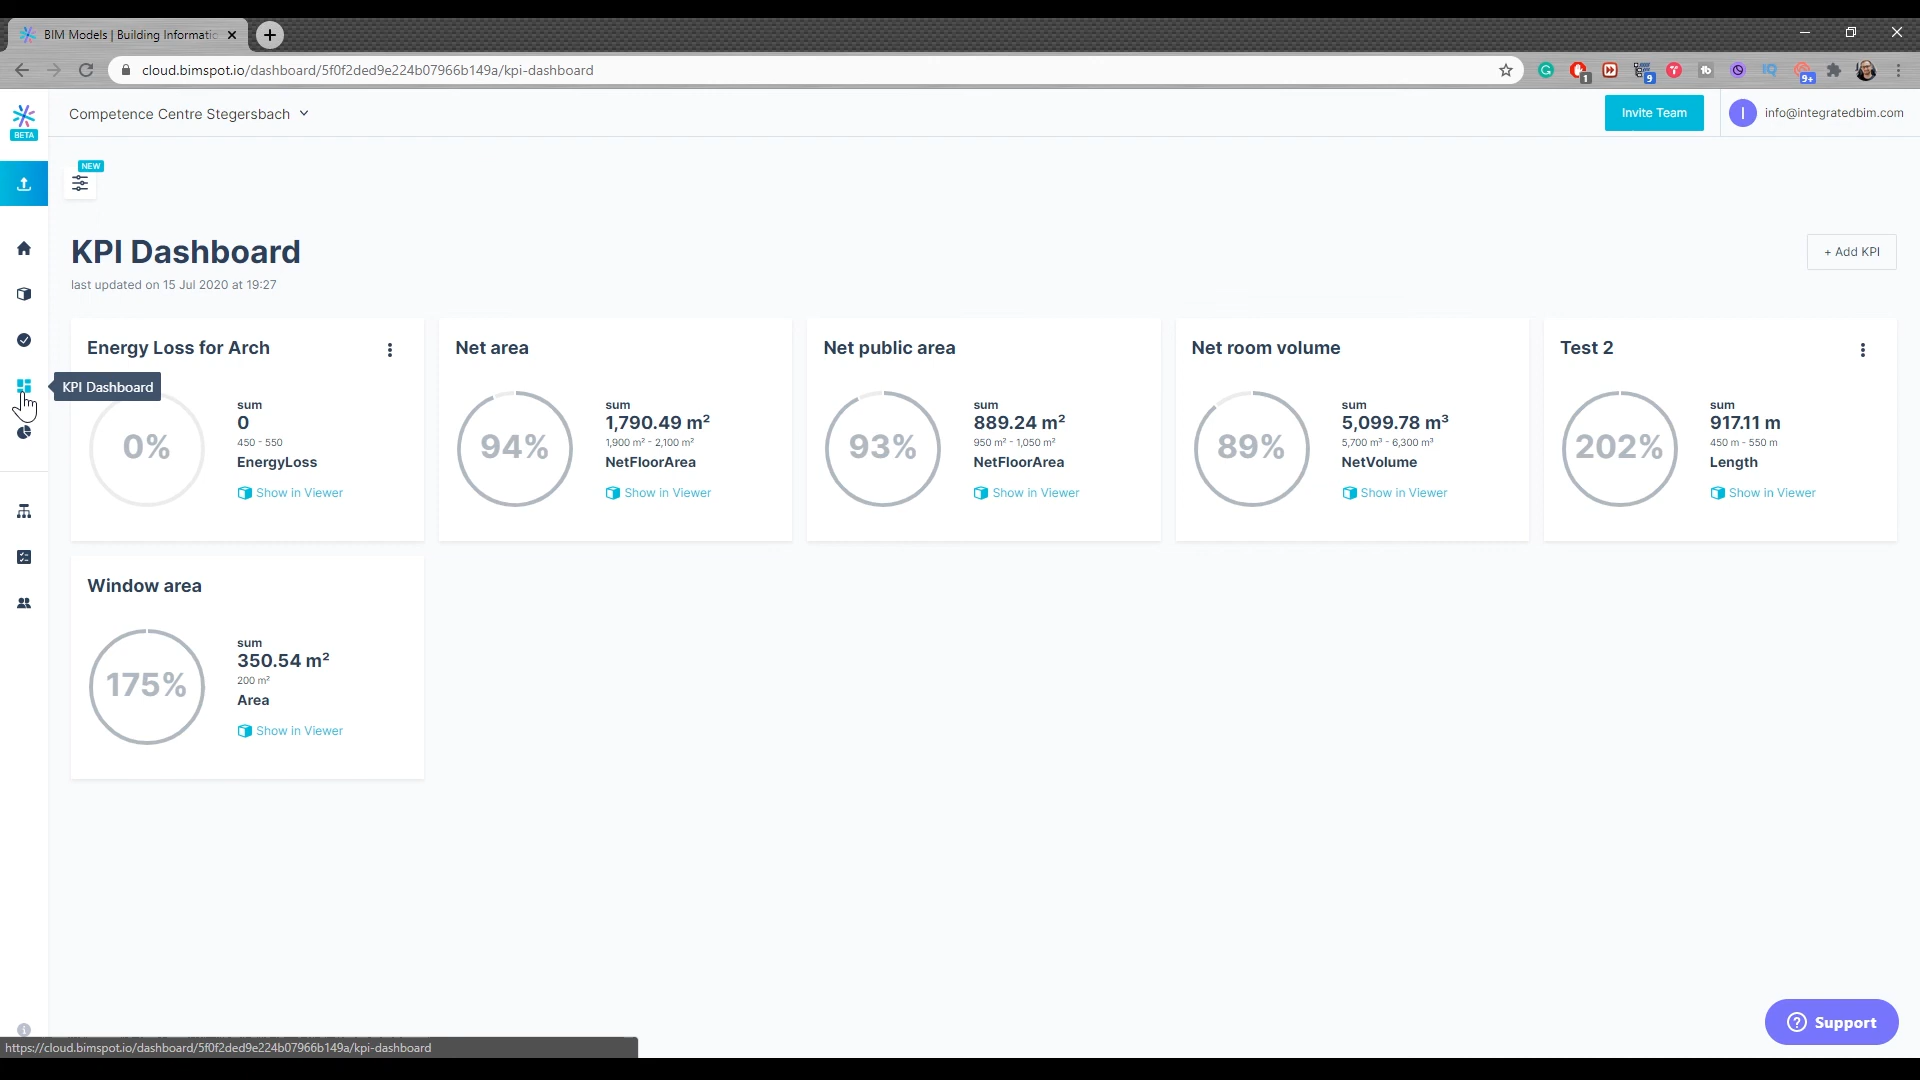 BIM Models | Building Informatic
cloud.bimspot.io/dashboard/5f0f2ded9e224b07966b149a/kpi-dashboard
1
9
tb
IQ
9+
BETA
Competence Centre Stegersbach
Invite Team
I
info@integratedbim.com
NEW
KPI Dashboard
last updated on 15 Jul 2020 at 19:27
+ Add KPI
KPI Dashboard
Energy Loss for Arch
0%
sum
0
450 - 550
EnergyLoss
Show in Viewer
Net area
94%
sum
1,790.49 m²
1,900 m² - 2,100 m²
NetFloorArea
Show in Viewer
Net public area
93%
sum
889.24 m²
950 m² - 1,050 m²
NetFloorArea
Show in Viewer
Net room volume
89%
sum
5,099.78 m³
5,700 m³ - 6,300 m³
NetVolume
Show in Viewer
Test 2
202%
sum
917.11 m
450 m - 550 m
Length
Show in Viewer
Window area
175%
sum
350.54 m²
200 m²
Area
Show in Viewer
Support
https://cloud.bimspot.io/dashboard/5f0f2ded9e224b07966b149a/kpi-dashboard